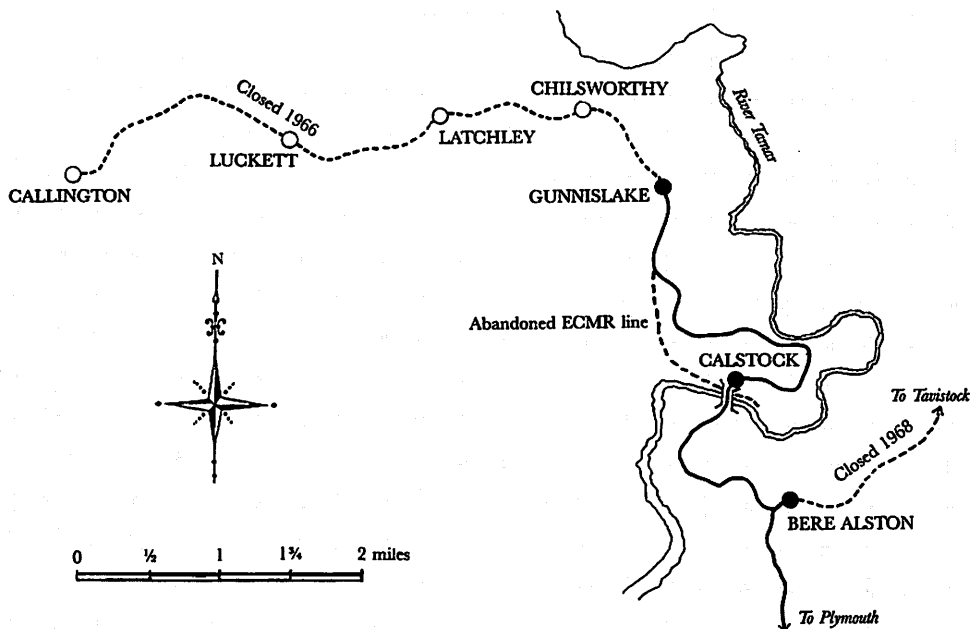 CHILSWORTHY
Closed 1966
River Tamar
LATCHLEY
LUCKETT
CALLINGTON
GUNNISLAKE
N
Abandoned ECMR line
CALSTOCK
To Tavistock
Closed 1968
BERE ALSTON
0 ½ 1 1¾ 2 miles
To Plymouth